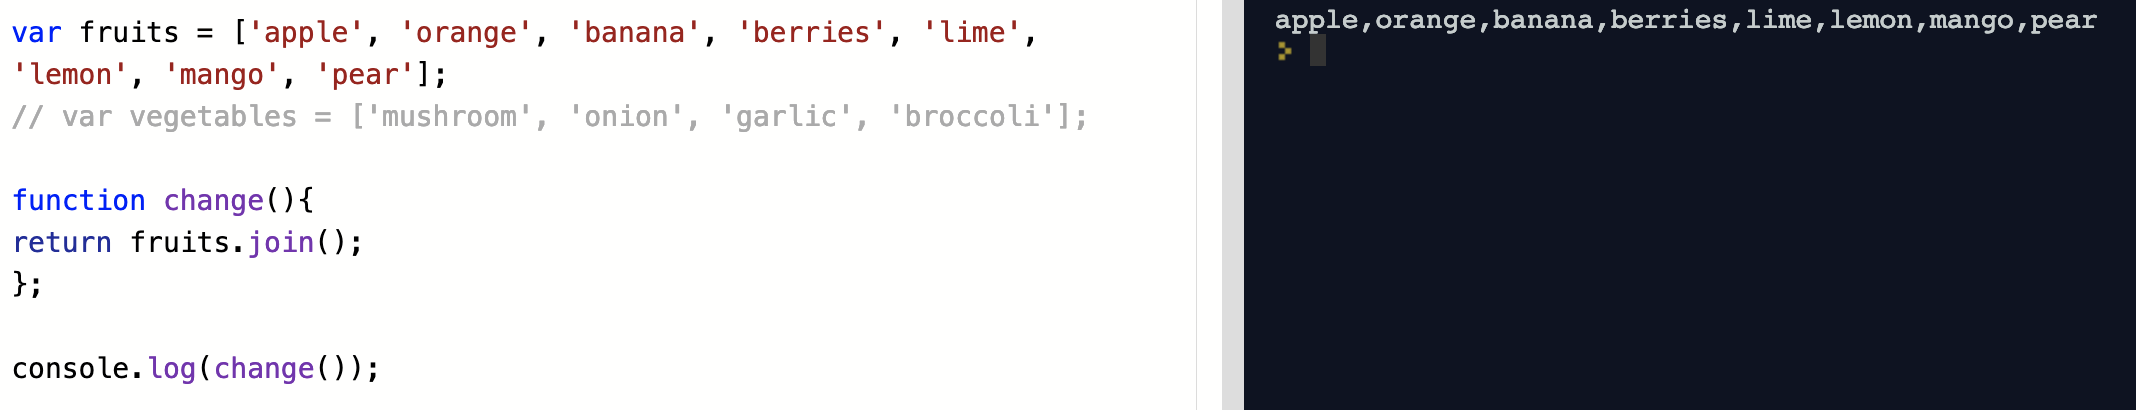 var fruits = ['apple', 'orange', 'banana', 'berries', 'lime',
'lemon', 'mango', 'pear'];
// var vegetables = ['mushroom', 'onion', 'garlic', 'broccoli'];
function change(){
return fruits.join();
};
console.log(change());
apple,orange,banana,berries,lime,lemon,mango,pear
>